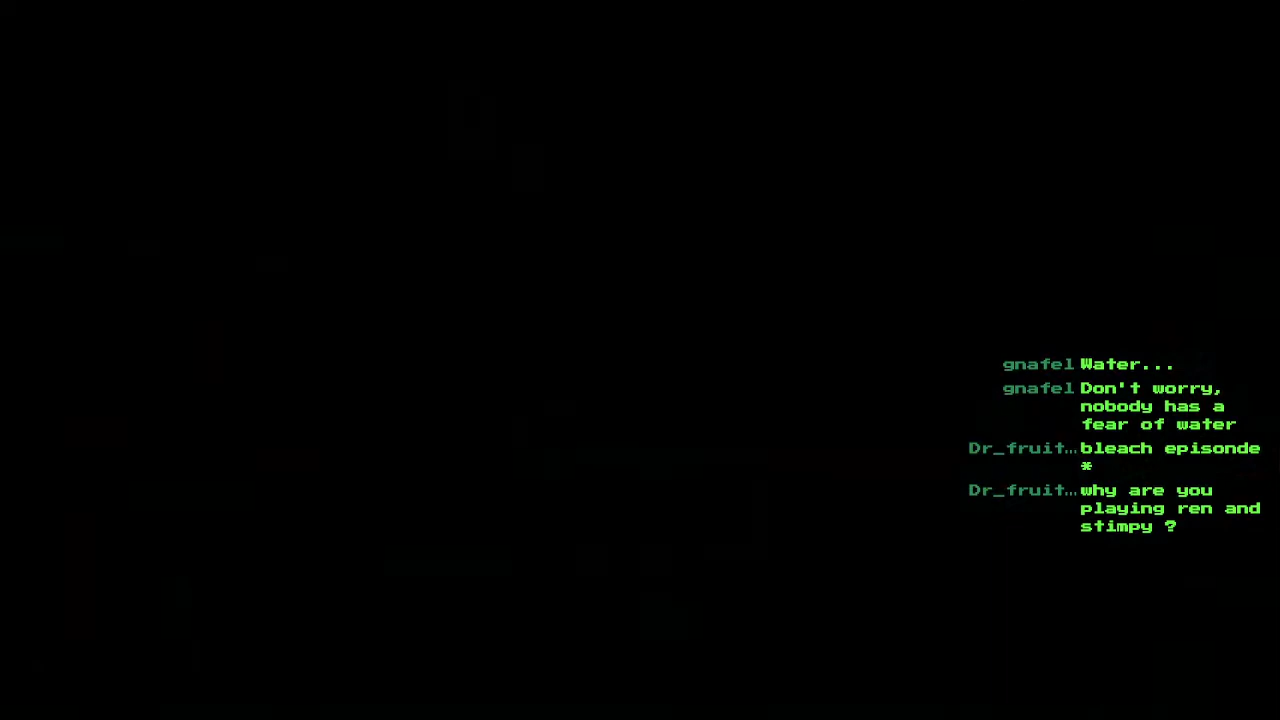 gnafel Water...
gnafel Don't worry,
nobody has a
fear of water
Dr_fruit… bleach episonde
*
Dr_fruit… why are you
playing ren and
stimpy ?